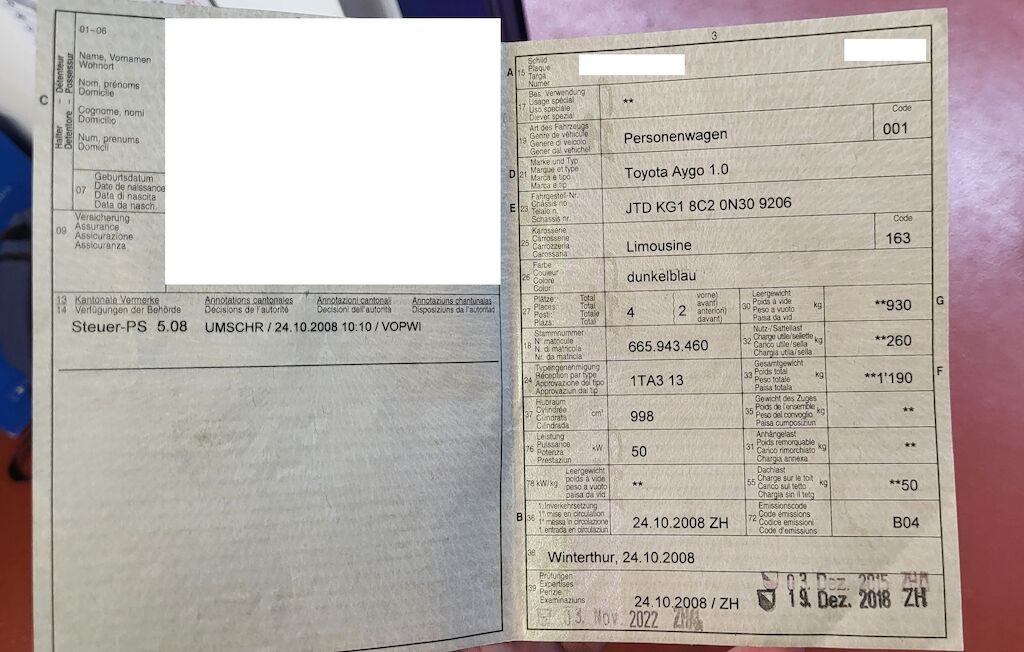 01-06
Halter – Détenteur
Detentore – Possessur
Name, Vornamen
Wohnort
Nom, prénoms
Domicile
C
Cognome, nomi
Domicilio
Num, prenums
Domicil
07
Geburtsdatum
Date de naissance
Data di nascita
Data da nasch.
09
Versicherung
Assurance
Assicurazione
Assicuranza
13 Kantonale Vermerke Annotations cantonales Annotazioni cantonali Annotaziuns chantunalas
14 Verfügungen der Behörde Décisions de l'autorité Decisioni dell'autorità Disposiziuns da l'autoritad
Steuer-PS 5.08 UMSCHR / 24.10.2008 10:10 / VOPWI
3
A 15
Schild
Plaque
Targa
Numer
17
Bes. Verwendung
Usage spécial
Uso speciale
Diever spezial
**
19
Art des Fahrzeugs
Genre de véhicule
Genere di veicolo
Gener dal vehichel
Personenwagen
Code
001
D 21
Marke und Typ
Marque et type
Marca e tipo
Marca e tip
Toyota Aygo 1.0
E 23
Fahrgestell-Nr.
Châssis no
Telaio n.
Schassis nr.
JTD KG1 8C2 0N30 9206
25
Karosserie
Carrosserie
Carrozzeria
Carossaria
Limousine
Code
163
26
Farbe
Couleur
Colore
Colur
dunkelblau
27
Plätze: Total
Places: Total
Posti: Totale
Plazs: Total
4
( 2
vorne)
avant)
anteriori)
davant)
30
Leergewicht
Poids à vide
Peso a vuoto
Paisa da vid
kg
**930
G
18
Stammnummer
N° matricule
N. di matricola
Nr. da matricla
665.943.460
32
Nutz-/Sattellast
Charge utile/sellette
Carico utile/sella
Chargia utila/sella
kg
**260
24
Typengenehmigung
Réception par type
Approvazione del tipo
Approvaziun dal tip
1TA3 13
33
Gesamtgewicht
Poids total
Peso totale
Paisa totala
kg
**1'190
F
37
Hubraum
Cylindrée
Cilindrata
Cilindrada
cm³
998
35
Gewicht des Zuges
Poids de l'ensemble
Peso del convoglio
Paisa cumposiziun
kg
**
76
Leistung
Puissance
Potenza
Prestaziun
kW
50
31
Anhängelast
Poids remorquable
Carico rimorchiato
Chargia annexa
kg
**
78 kW/kg
Leergewicht
poids à vide
peso a vuoto
paisa da vid
**
55
Dachlast
Charge sur le toit
Carico sul tetto
Chargia sin il tetg
kg
**50
B 36
1. Inverkehrsetzung
1re mise en circulation
1a messa in circolazione
1. entrada en circulaziun
24.10.2008 ZH
72
Emissionscode
Code émissions
Codice emissioni
Code d'emissiuns
B04
38
Winterthur, 24.10.2008
39
Prüfungen
Expertises
Perizie
Examinaziuns
24.10.2008 / ZH
03. Dez. 2015 ZH
19. Dez. 2018 ZH
03. Nov 2022 ZH